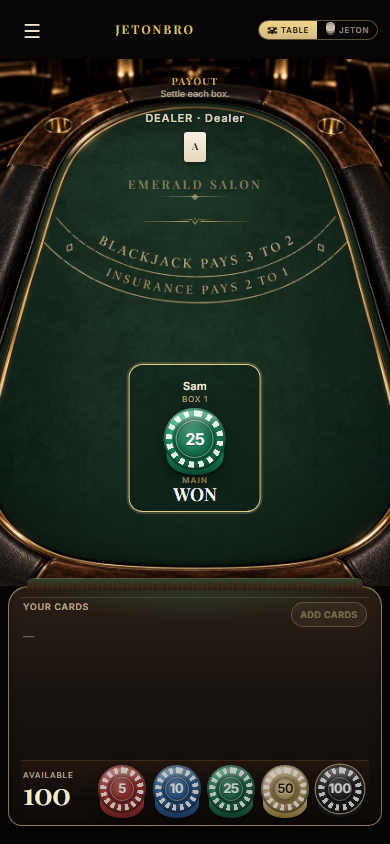 JETONBRO
TABLE
JETON
PAYOUT
Settle each box.
DEALER · Dealer
A
EMERALD SALON
BLACKJACK PAYS 3 TO 2
INSURANCE PAYS 2 TO 1
Sam
BOX 1
25
MAIN
WON
YOUR CARDS
ADD CARDS
—
AVAILABLE
100
5
10
25
50
100